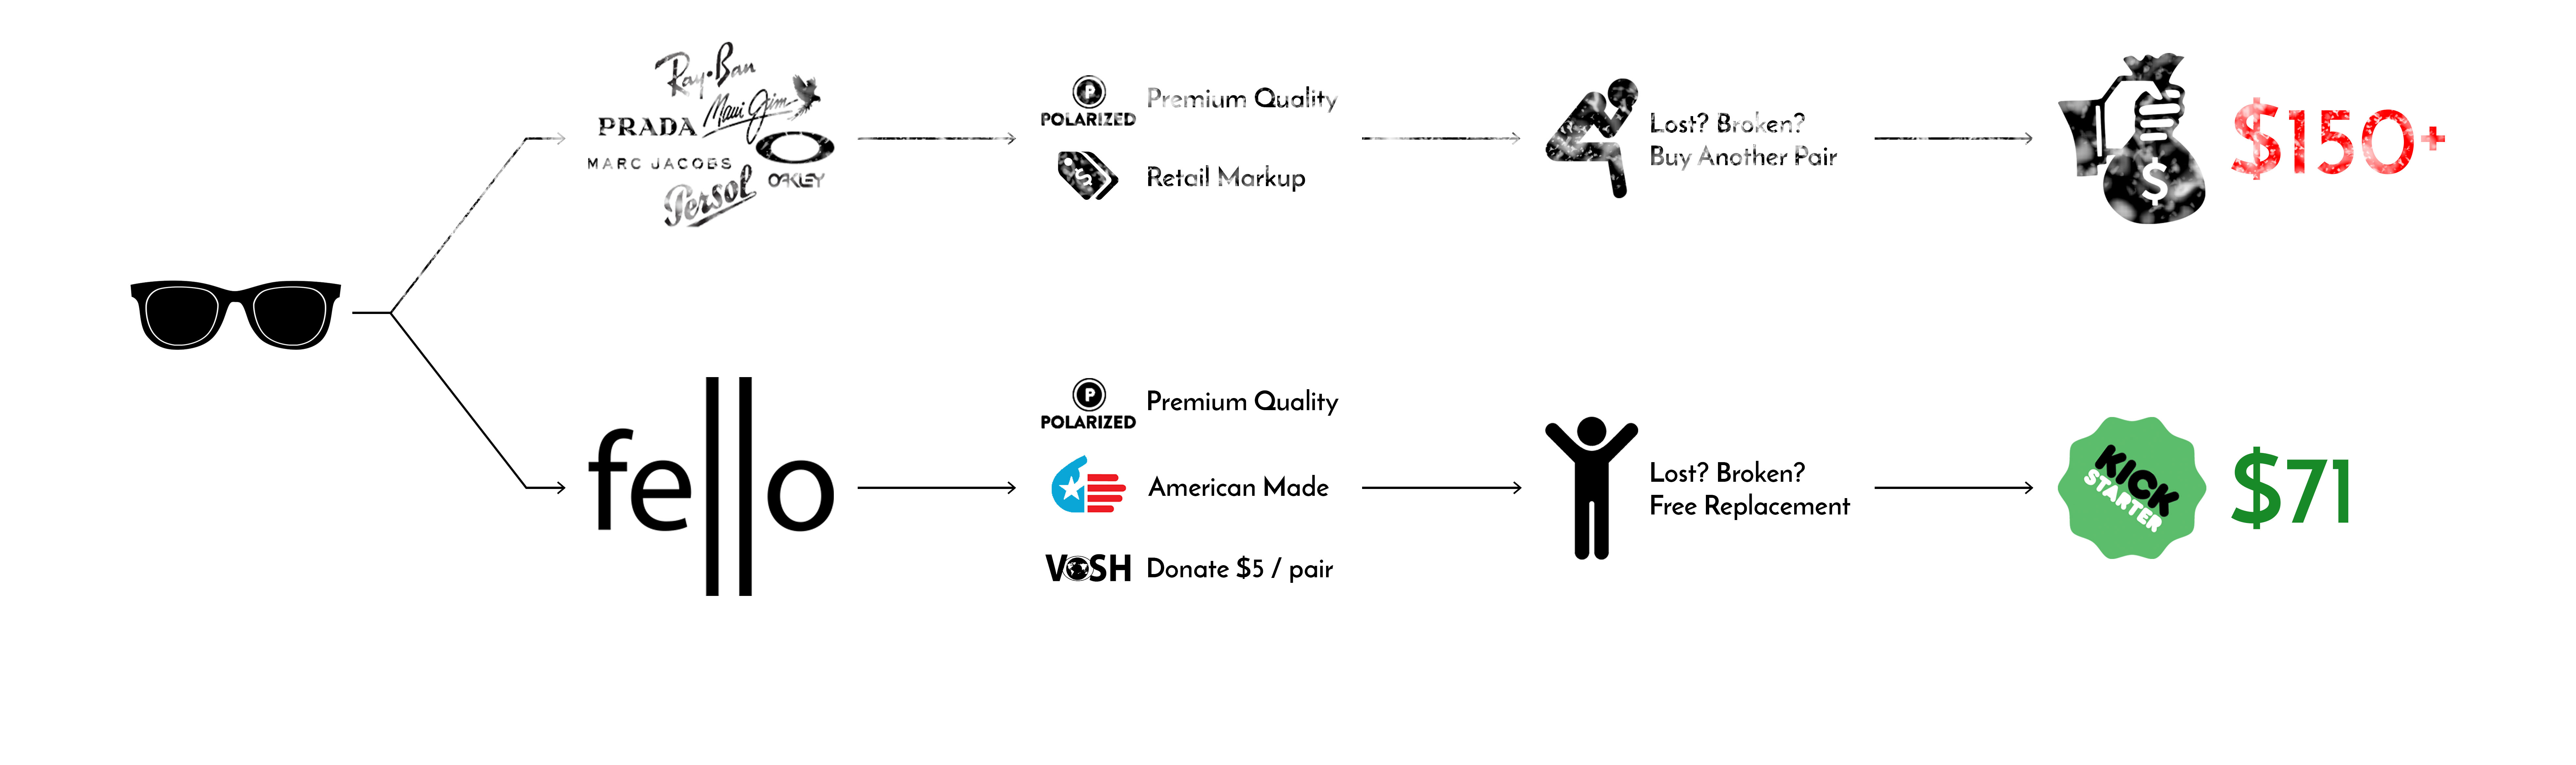 Ray-Ban
Maui Jim
PRADA
MARC JACOBS
OAKLEY
Persol
P
POLARIZED
Premium Quality
$
Retail Markup
Lost? Broken?
Buy Another Pair
$
$150+
fello
P
POLARIZED
Premium Quality
American Made
VOSH
Donate $5 / pair
Lost? Broken?
Free Replacement
KICK
STARTER
$71